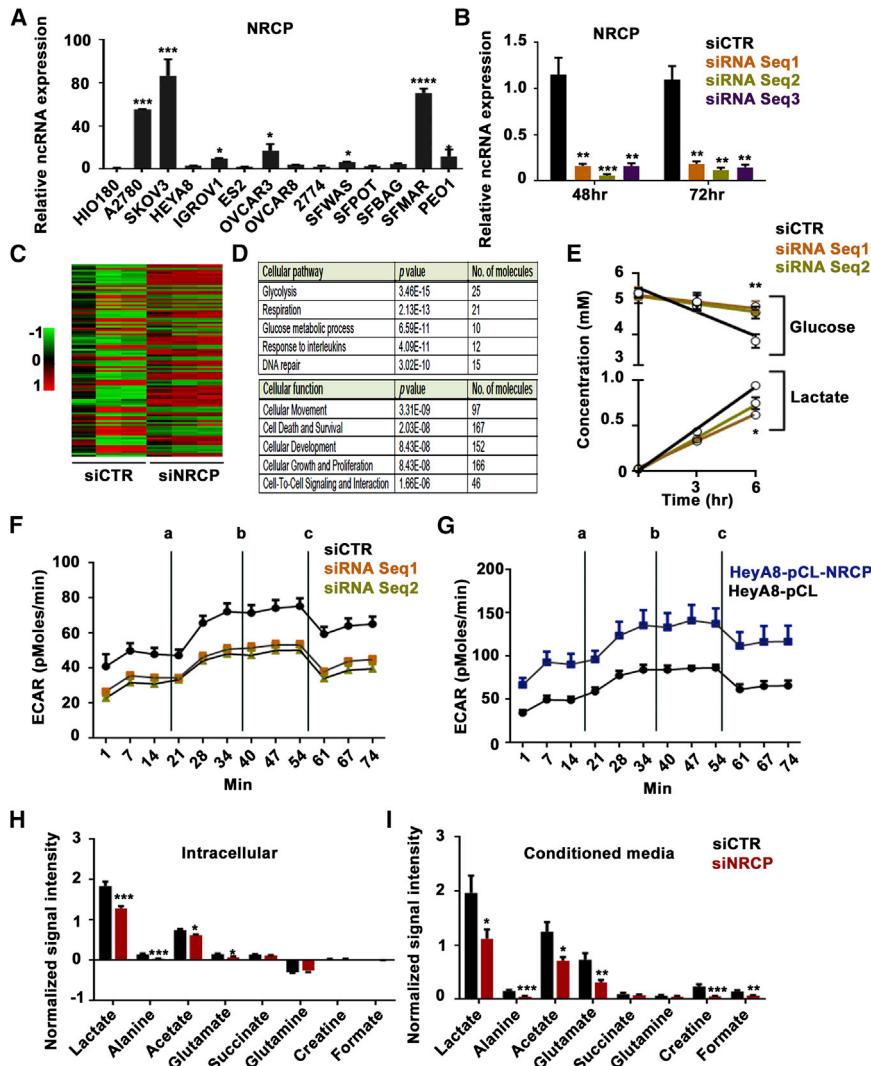 A
NRCP
Relative ncRNA expression
100
80
40
20
0
***
***
*
*
*
****
*
HIO180
A2780
SKOV3
HEYA8
IGROV1
ES2
OVCAR3
OVCAR8
2774
SFWAS
SFPOT
SFBAG
SFMAR
PEO1
B
NRCP
siCTR
siRNA Seq1
siRNA Seq2
siRNA Seq3
Relative ncRNA expression
1.5
1.0
0.5
0.0
** *** **
** ** **
48hr 72hr
C
-1
0
1
siCTR siNRCP
D
Cellular pathway p value No. of molecules
Glycolysis 3.46E-15 25
Respiration 2.13E-13 21
Glucose metabolic process 6.59E-11 10
Response to interleukins 4.09E-11 12
DNA repair 3.02E-10 15
Cellular function p value No. of molecules
Cellular Movement 3.31E-09 97
Cell Death and Survival 2.03E-08 167
Cellular Development 8.43E-08 152
Cellular Growth and Proliferation 8.43E-08 166
Cell-To-Cell Signaling and Interaction 1.66E-06 46
E
siCTR
siRNA Seq1
siRNA Seq2
Concentration (mM)
6
5
4
3
1.0
0.5
0
**
Glucose
Lactate
*
3 6
Time (hr)
F
a b c
siCTR
siRNA Seq1
siRNA Seq2
ECAR (pMoles/min)
100
80
60
40
20
0
1 7 14 21 28 34 40 47 54 61 67 74
Min
G
a b c
HeyA8-pCL-NRCP
HeyA8-pCL
ECAR (pMoles/min)
200
150
100
50
0
1 7 14 21 28 34 40 47 54 61 67 74
Min
H
Intracellular
Normalized signal intensity
3
2
1
0
-1
*** *** * *
Lactate
Alanine
Acetate
Glutamate
Succinate
Glutamine
Creatine
Formate
I
Conditioned media
siCTR
siNRCP
Normalized signal intensity
3
2
1
0
* *** * ** *** **
Lactate
Alanine
Acetate
Glutamate
Succinate
Glutamine
Creatine
Formate